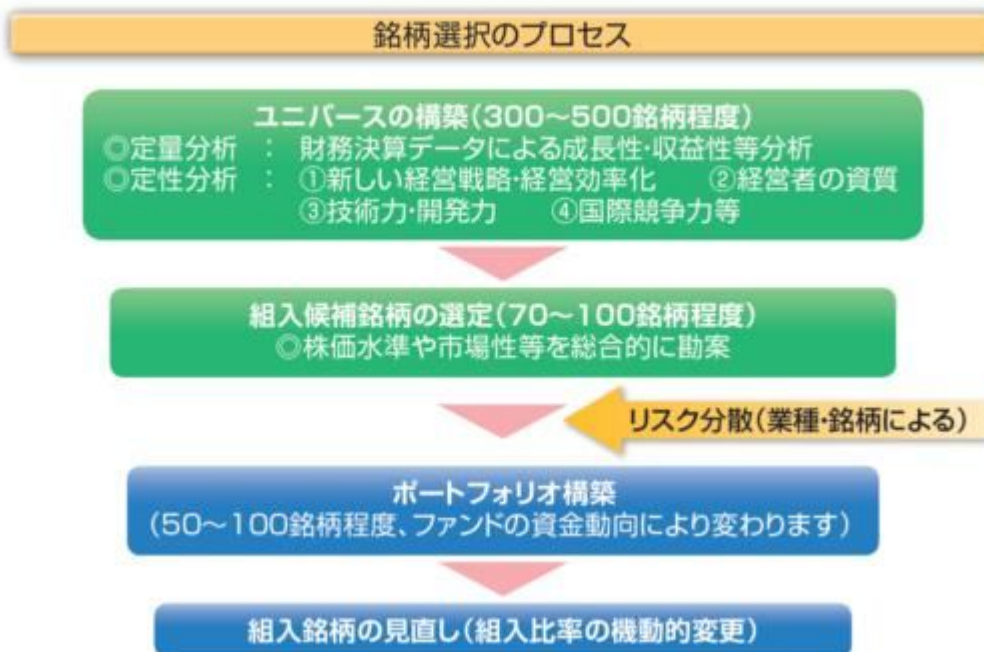 銘柄選択のプロセス
ユニバースの構築(300〜500銘柄程度)
◎定量分析 : 財務決算データによる成長性・収益性等分析
◎定性分析 : ①新しい経営戦略・経営効率化 ②経営者の資質
③技術力・開発力 ④国際競争力等
組入候補銘柄の選定(70〜100銘柄程度)
◎株価水準や市場性等を総合的に勘案
リスク分散(業種・銘柄による)
ポートフォリオ構築
(50〜100銘柄程度、ファンドの資金動向により変わります)
組入銘柄の見直し(組入比率の機動的変更)